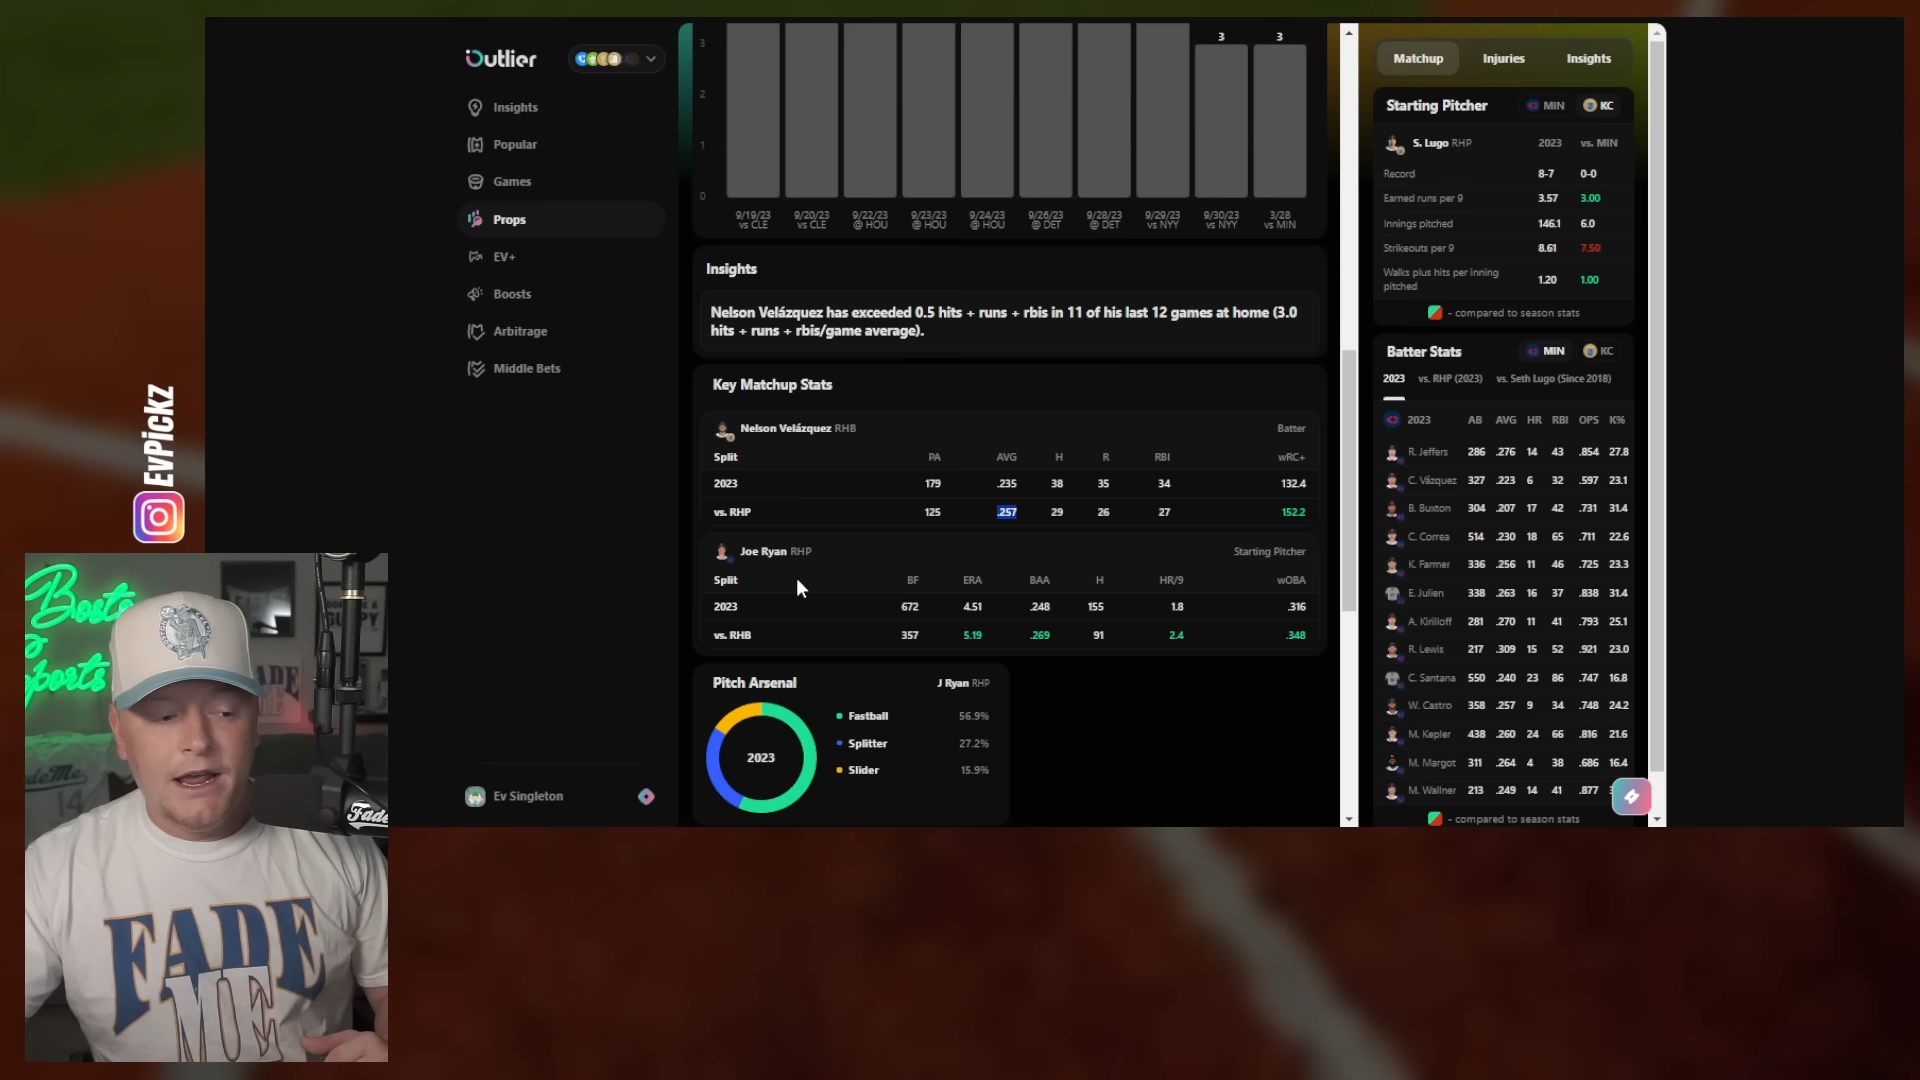 Outlier
Insights
Popular
Games
Props
EV+
Boosts
Arbitrage
Middle Bets
Ev Singleton
3
2
1
0
3
3
9/19/23 9/20/23 9/22/23 9/23/23 9/24/23 9/26/23 9/28/23 9/29/23 9/30/23 3/28
vs CLE vs CLE @ HOU @ HOU @ HOU @ DET @ DET vs NYY vs NYY vs MIN
Insights
Nelson Velázquez has exceeded 0.5 hits + runs + rbis in 11 of his last 12 games at home (3.0
hits + runs + rbis/game average).
Key Matchup Stats
Nelson Velázquez RHB Batter
Split PA AVG H R RBI wRC+
2023 179 .235 38 35 34 132.4
vs. RHP 125 .257 29 26 27 152.2
Joe Ryan RHP Starting Pitcher
Split BF ERA BAA H HR/9 wOBA
2023 672 4.51 .248 155 1.8 .316
vs. RHB 357 5.19 .269 91 2.4 .348
Pitch Arsenal J Ryan RHP
2023
Fastball 56.9%
Splitter 27.2%
Slider 15.9%
Matchup Injuries Insights
Starting Pitcher MIN KC
S. Lugo RHP 2023 vs. MIN
Record 8-7 0-0
Earned runs per 9 3.57 3.00
Innings pitched 146.1 6.0
Strikeouts per 9 8.61 7.50
Walks plus hits per inning
pitched 1.20 1.00
- compared to season stats
Batter Stats MIN KC
2023 vs. RHP (2023) vs. Seth Lugo (Since 2018)
2023 AB AVG HR RBI OPS K%
R. Jeffers 286 .276 14 43 .854 27.8
C. Vázquez 327 .223 6 32 .597 23.1
B. Buxton 304 .207 17 42 .731 31.4
C. Correa 514 .230 18 65 .711 22.6
K. Farmer 336 .256 11 46 .725 23.3
E. Julien 338 .263 16 37 .838 31.4
A. Kirilloff 281 .270 11 41 .793 25.1
R. Lewis 217 .309 15 52 .921 23.0
C. Santana 550 .240 23 86 .747 16.8
W. Castro 358 .257 9 34 .748 24.2
M. Kepler 438 .260 24 66 .816 21.6
M. Margot 311 .264 4 38 .686 16.4
M. Wallner 213 .249 14 41 .877
- compared to season stats
EvPickz
FADE
ME